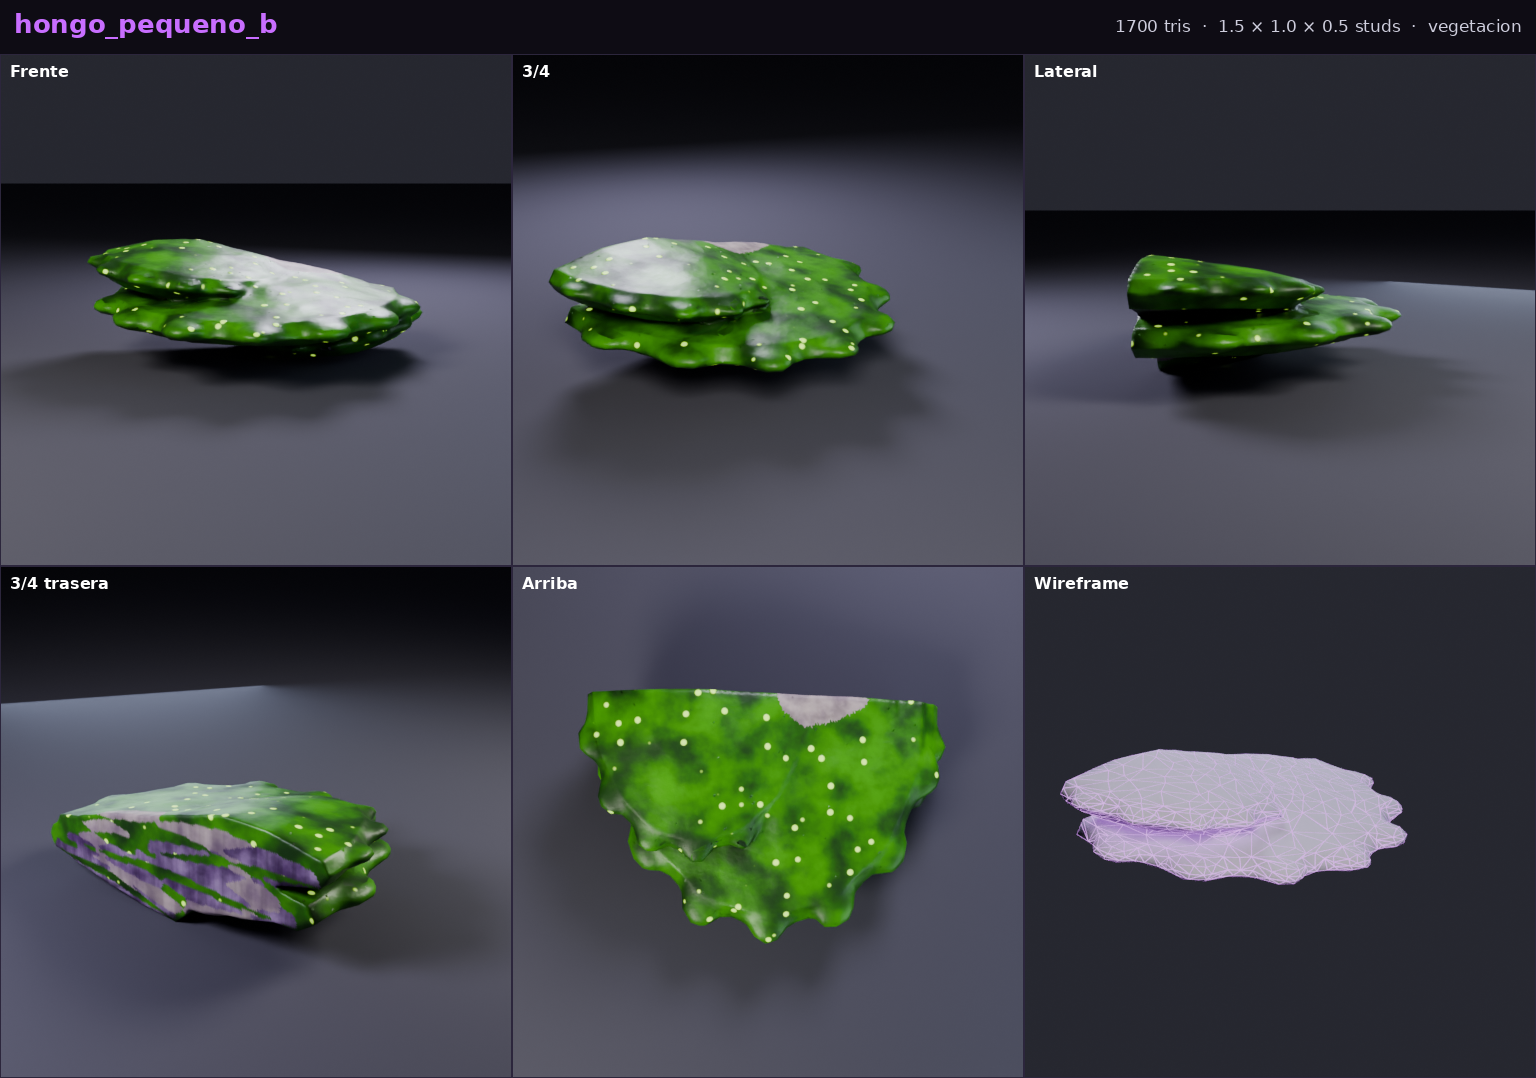 hongo_pequeno_b
1700 tris · 1.5 × 1.0 × 0.5 studs · vegetacion
Frente
3/4
Lateral
3/4 trasera
Arriba
Wireframe